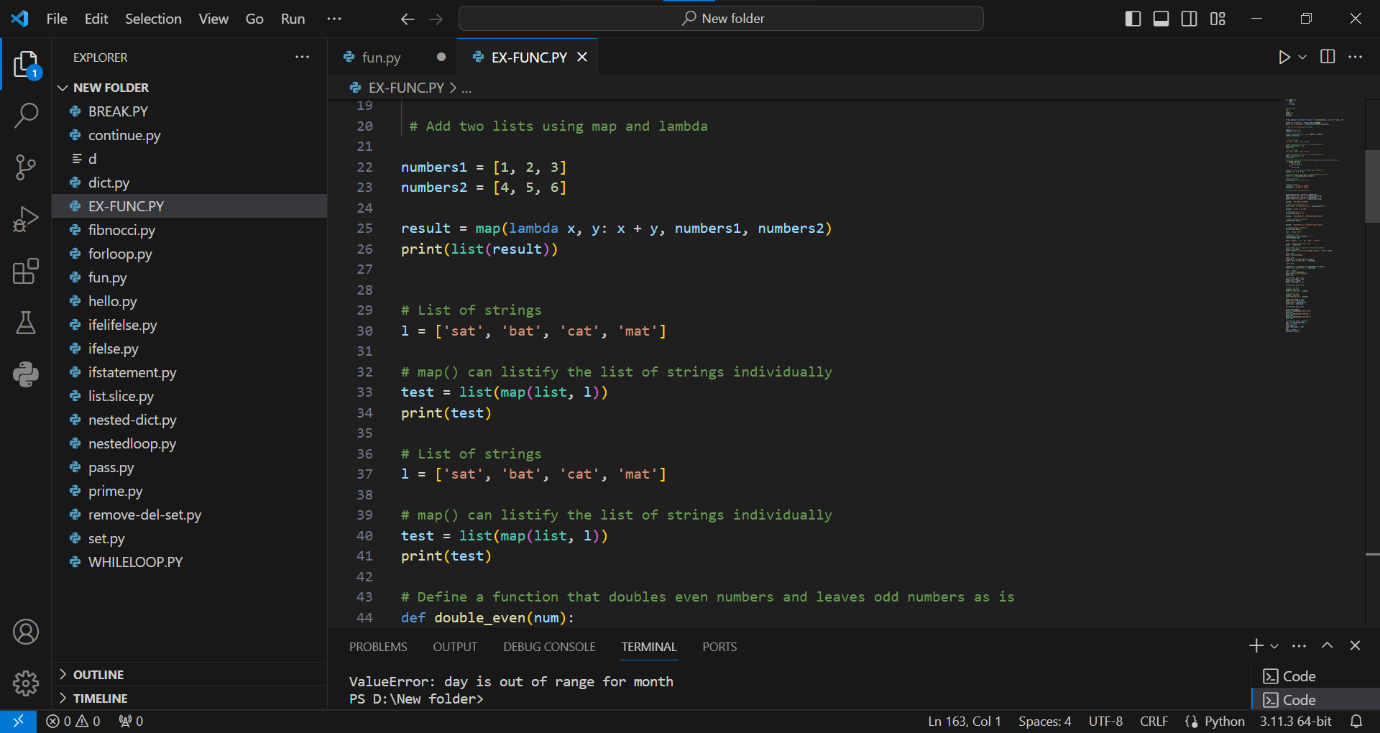 File Edit Selection View Go Run ... New folder
EXPLORER ...
fun.py EX-FUNC.PY
1
NEW FOLDER
EX-FUNC.PY > ...
BREAK.PY
continue.py
d
dict.py
EX-FUNC.PY
fibnocci.py
forloop.py
fun.py
hello.py
ifelifelse.py
ifelse.py
ifstatement.py
list.slice.py
nested-dict.py
nestedloop.py
pass.py
prime.py
remove-del-set.py
set.py
WHILELOOP.PY
OUTLINE
TIMELINE
19
20 # Add two lists using map and lambda
21
22 numbers1 = [1, 2, 3]
23 numbers2 = [4, 5, 6]
24
25 result = map(lambda x, y: x + y, numbers1, numbers2)
26 print(list(result))
27
28
29 # List of strings
30 l = ['sat', 'bat', 'cat', 'mat']
31
32 # map() can listify the list of strings individually
33 test = list(map(list, l))
34 print(test)
35
36 # List of strings
37 l = ['sat', 'bat', 'cat', 'mat']
38
39 # map() can listify the list of strings individually
40 test = list(map(list, l))
41 print(test)
42
43 # Define a function that doubles even numbers and leaves odd numbers as is
44 def double_even(num):
PROBLEMS OUTPUT DEBUG CONSOLE TERMINAL PORTS
ValueError: day is out of range for month
PS D:\New folder>
Code
Code
0 0 0 Ln 163, Col 1 Spaces: 4 UTF-8 CRLF Python 3.11.3 64-bit